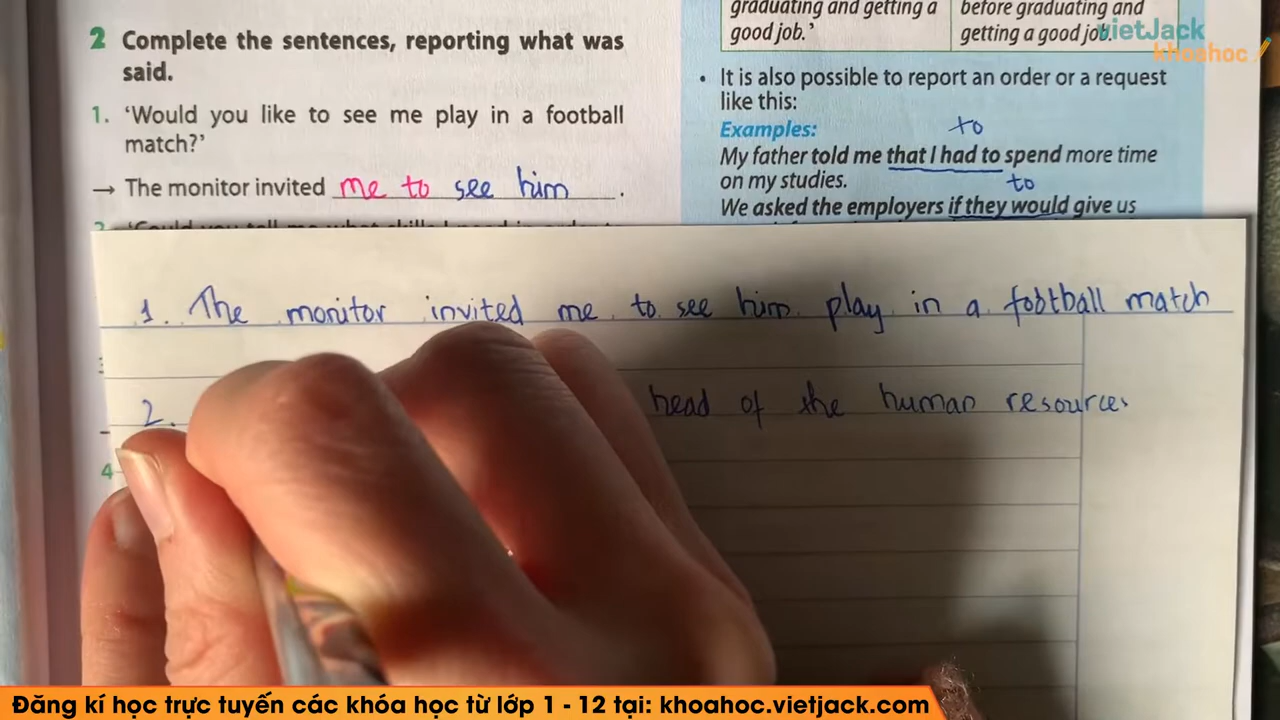 2 Complete the sentences, reporting what was
said.
1. 'Would you like to see me play in a football
match?'
→ The monitor invited me to see him .
graduating and getting a
good job.'
before graduating and
getting a good job.
vietJack
khoahoc
• It is also possible to report an order or a request
like this:
Examples:
to
My father told me that I had to spend more time
on my studies.
to
We asked the employers if they would give us
1. The monitor invited me to see him play in a football match
2. head of the human resources
4
Đăng kí học trực tuyến các khóa học từ lớp 1 - 12 tại: khoahoc.vietjack.com